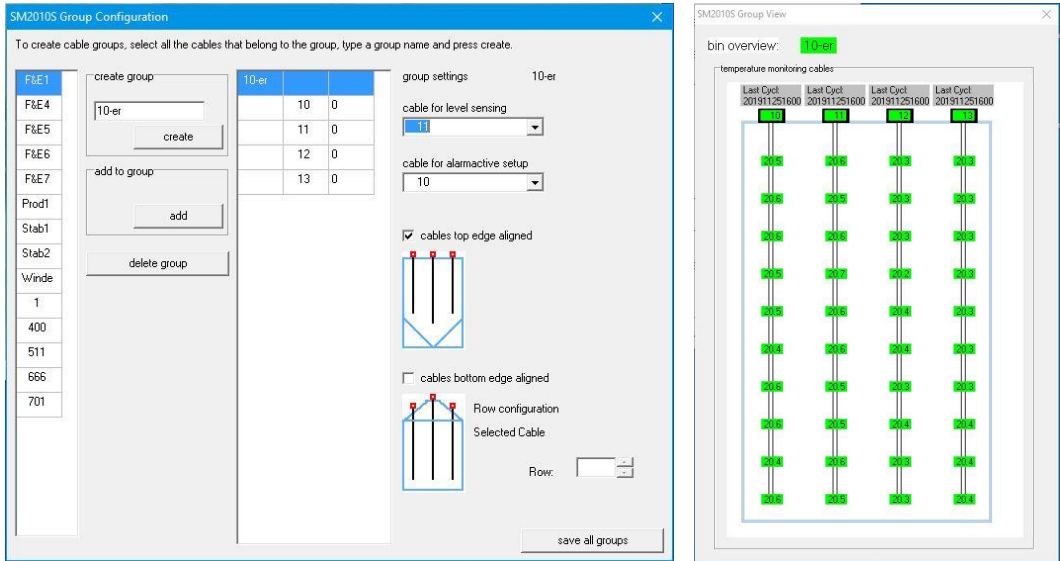 SM2010S Group Configuration
To create cable groups, select all the cables that belong to the group, type a group name and press create.
F&E1
F&E4
F&E5
F&E6
F&E7
Prod1
Stab1
Stab2
Winde
1
400
511
666
701
create group
10-er
create
add to group
add
delete group
10-er
10 0
11 0
12 0
13 0
group settings 10-er
cable for level sensing
11
cable for alarmactive setup
10
cables top edge aligned
cables bottom edge aligned
Row configuration
Selected Cable
Row:
save all groups
SM2010S Group View
bin overview: 10-er
temperature monitoring cables
Last Cycl: Last Cycl: Last Cycl: Last Cycl:
201911251600 201911251600 201911251600 201911251600
10 11 12 13
20.5 20.6 20.3 20.3
20.6 20.5 20.3 20.3
20.6 20.6 20.3 20.3
20.5 20.7 20.2 20.3
20.5 20.6 20.4 20.3
20.4 20.6 20.3 20.4
20.6 20.5 20.3 20.3
20.6 20.5 20.3 20.4
20.4 20.6 20.3 20.4
20.6 20.5 20.3 20.4